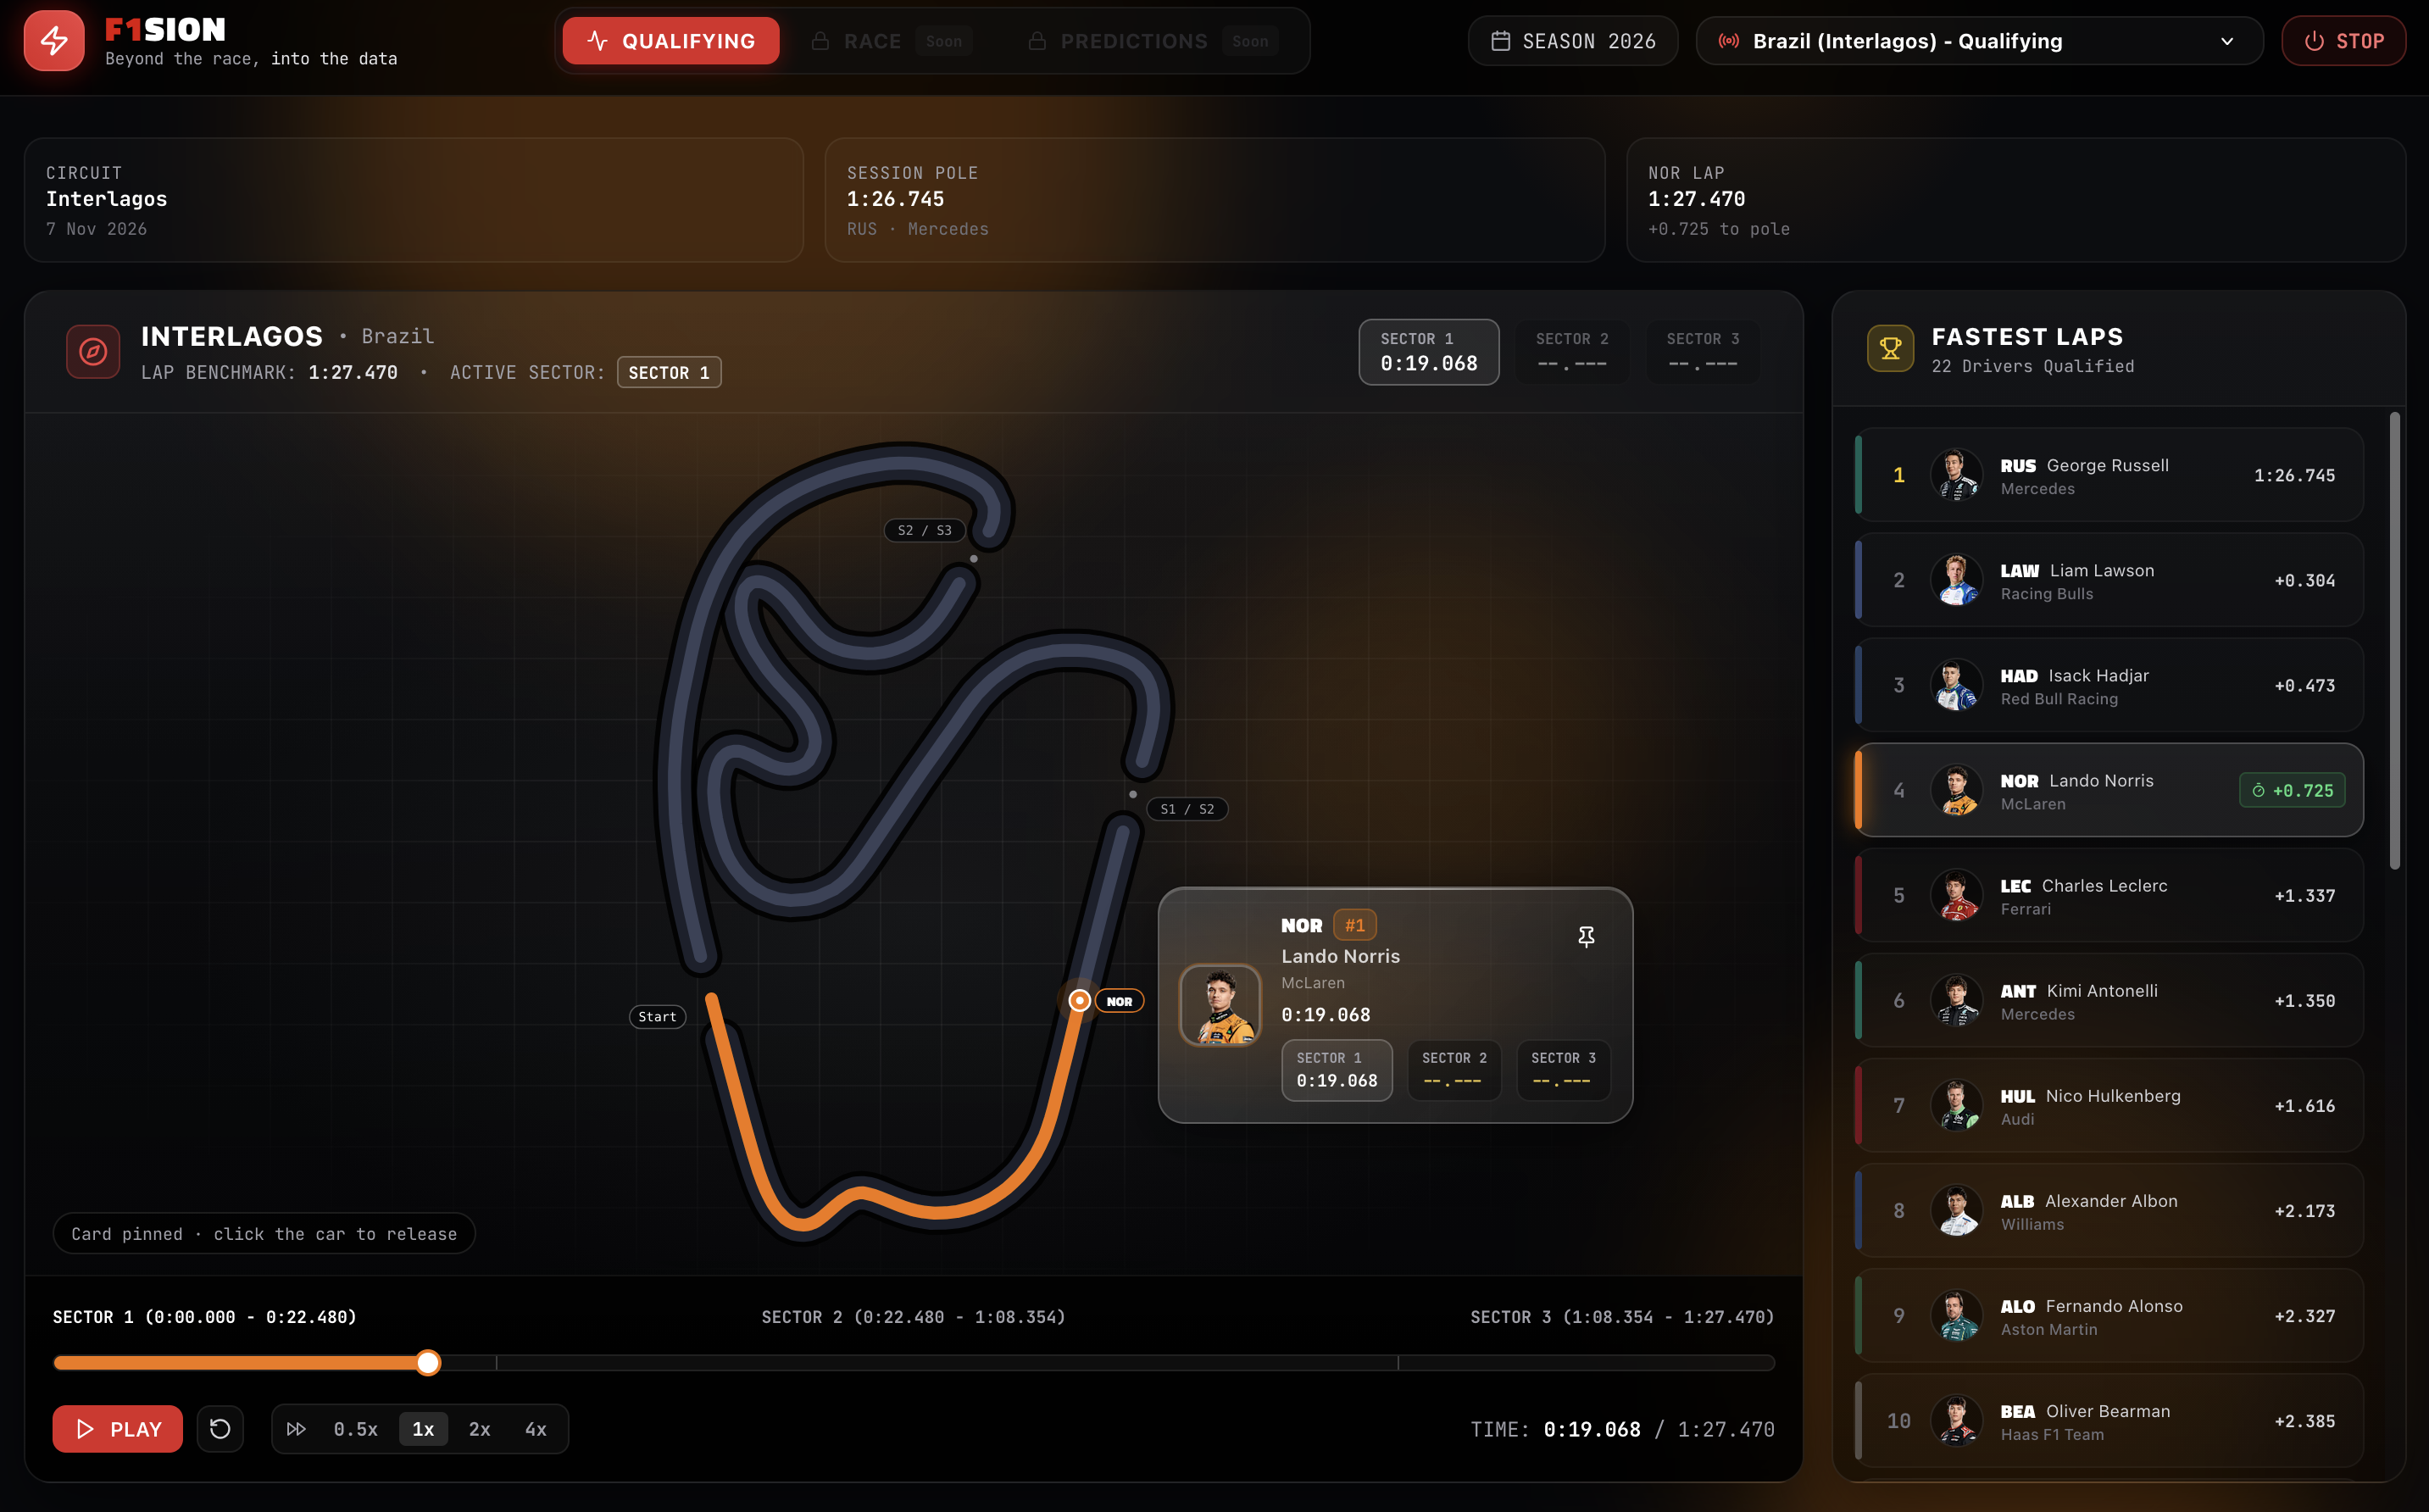 F1SION
Beyond the race, into the data
QUALIFYING
RACE Soon
PREDICTIONS Soon
SEASON 2026
Brazil (Interlagos) - Qualifying
STOP
CIRCUIT
Interlagos
7 Nov 2026
SESSION POLE
1:26.745
RUS · Mercedes
NOR LAP
1:27.470
+0.725 to pole
INTERLAGOS • Brazil
LAP BENCHMARK: 1:27.470 • ACTIVE SECTOR: SECTOR 1
SECTOR 1
0:19.068
SECTOR 2
--.---
SECTOR 3
--.---
S2 / S3
S1 / S2
Start
NOR
NOR #1
Lando Norris
McLaren
0:19.068
SECTOR 1
0:19.068
SECTOR 2
--.---
SECTOR 3
--.---
Card pinned · click the car to release
SECTOR 1 (0:00.000 - 0:22.480)
SECTOR 2 (0:22.480 - 1:08.354)
SECTOR 3 (1:08.354 - 1:27.470)
PLAY
0.5x 1x 2x 4x
TIME: 0:19.068 / 1:27.470
FASTEST LAPS
22 Drivers Qualified
1 RUS George Russell 1:26.745
Mercedes
2 LAW Liam Lawson +0.304
Racing Bulls
3 HAD Isack Hadjar +0.473
Red Bull Racing
4 NOR Lando Norris +0.725
McLaren
5 LEC Charles Leclerc +1.337
Ferrari
6 ANT Kimi Antonelli +1.350
Mercedes
7 HUL Nico Hulkenberg +1.616
Audi
8 ALB Alexander Albon +2.173
Williams
9 ALO Fernando Alonso +2.327
Aston Martin
10 BEA Oliver Bearman +2.385
Haas F1 Team